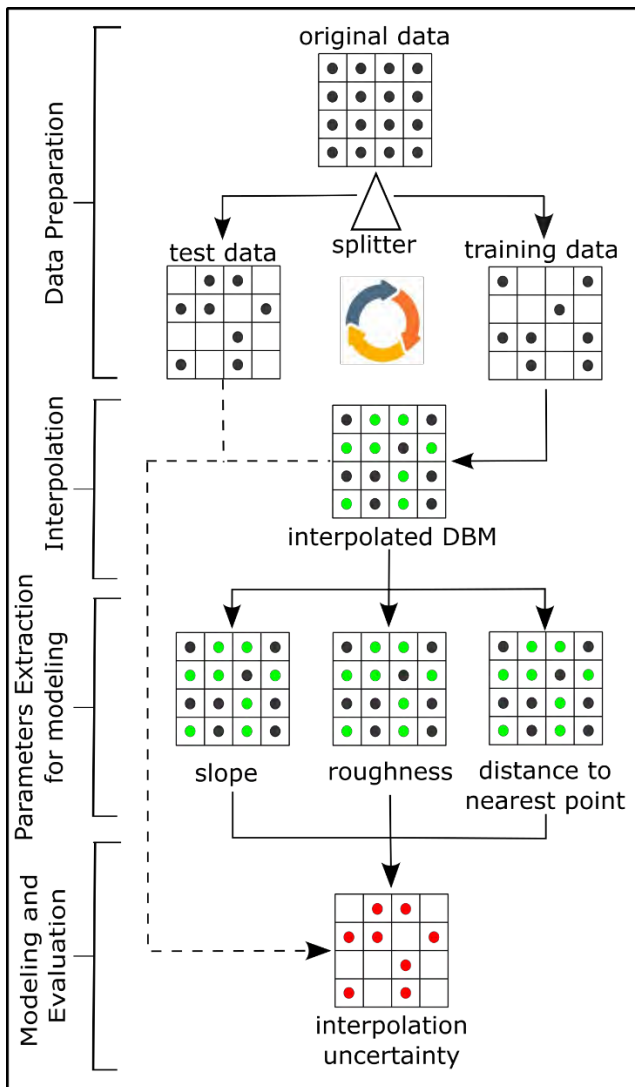 original data
Data Preparation
splitter
test data
training data
Interpolation
interpolated DBM
Parameters Extraction
for modeling
slope
roughness
distance to
nearest point
Modeling and
Evaluation
interpolation
uncertainty